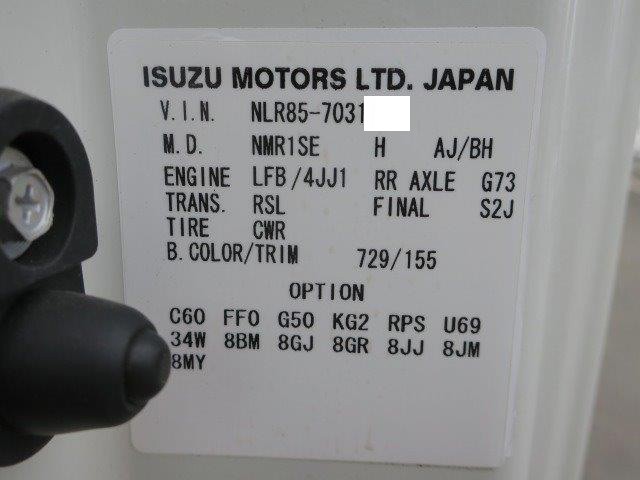 ISUZU MOTORS LTD. JAPAN
V.I.N. NLR85-7031
M.D. NMR1SE H AJ/BH
ENGINE LFB/4JJ1 RR AXLE G73
TRANS. RSL FINAL S2J
TIRE CWR
B.COLOR/TRIM 729/155
OPTION
C60 FF0 G50 KG2 RPS U69
34W 8BM 8GJ 8GR 8JJ 8JM
8MY